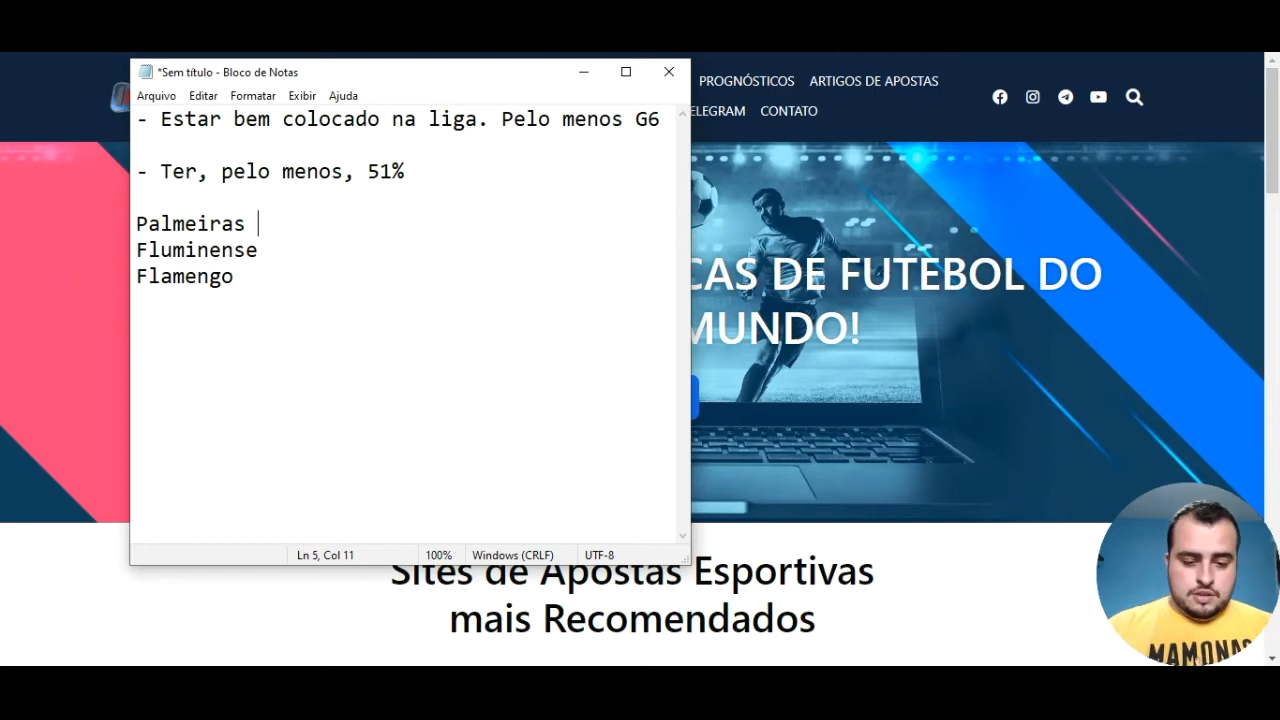 *Sem título - Bloco de Notas
Arquivo Editar Formatar Exibir Ajuda
- Estar bem colocado na liga. Pelo menos G6
- Ter, pelo menos, 51%
Palmeiras
Fluminense
Flamengo
Ln 5, Col 11 100% Windows (CRLF) UTF-8
PROGNÓSTICOS ARTIGOS DE APOSTAS
ELEGRAM CONTATO
CAS DE FUTEBOL DO
MUNDO!
Sites de Apostas Esportivas
mais Recomendados
MAMONAS